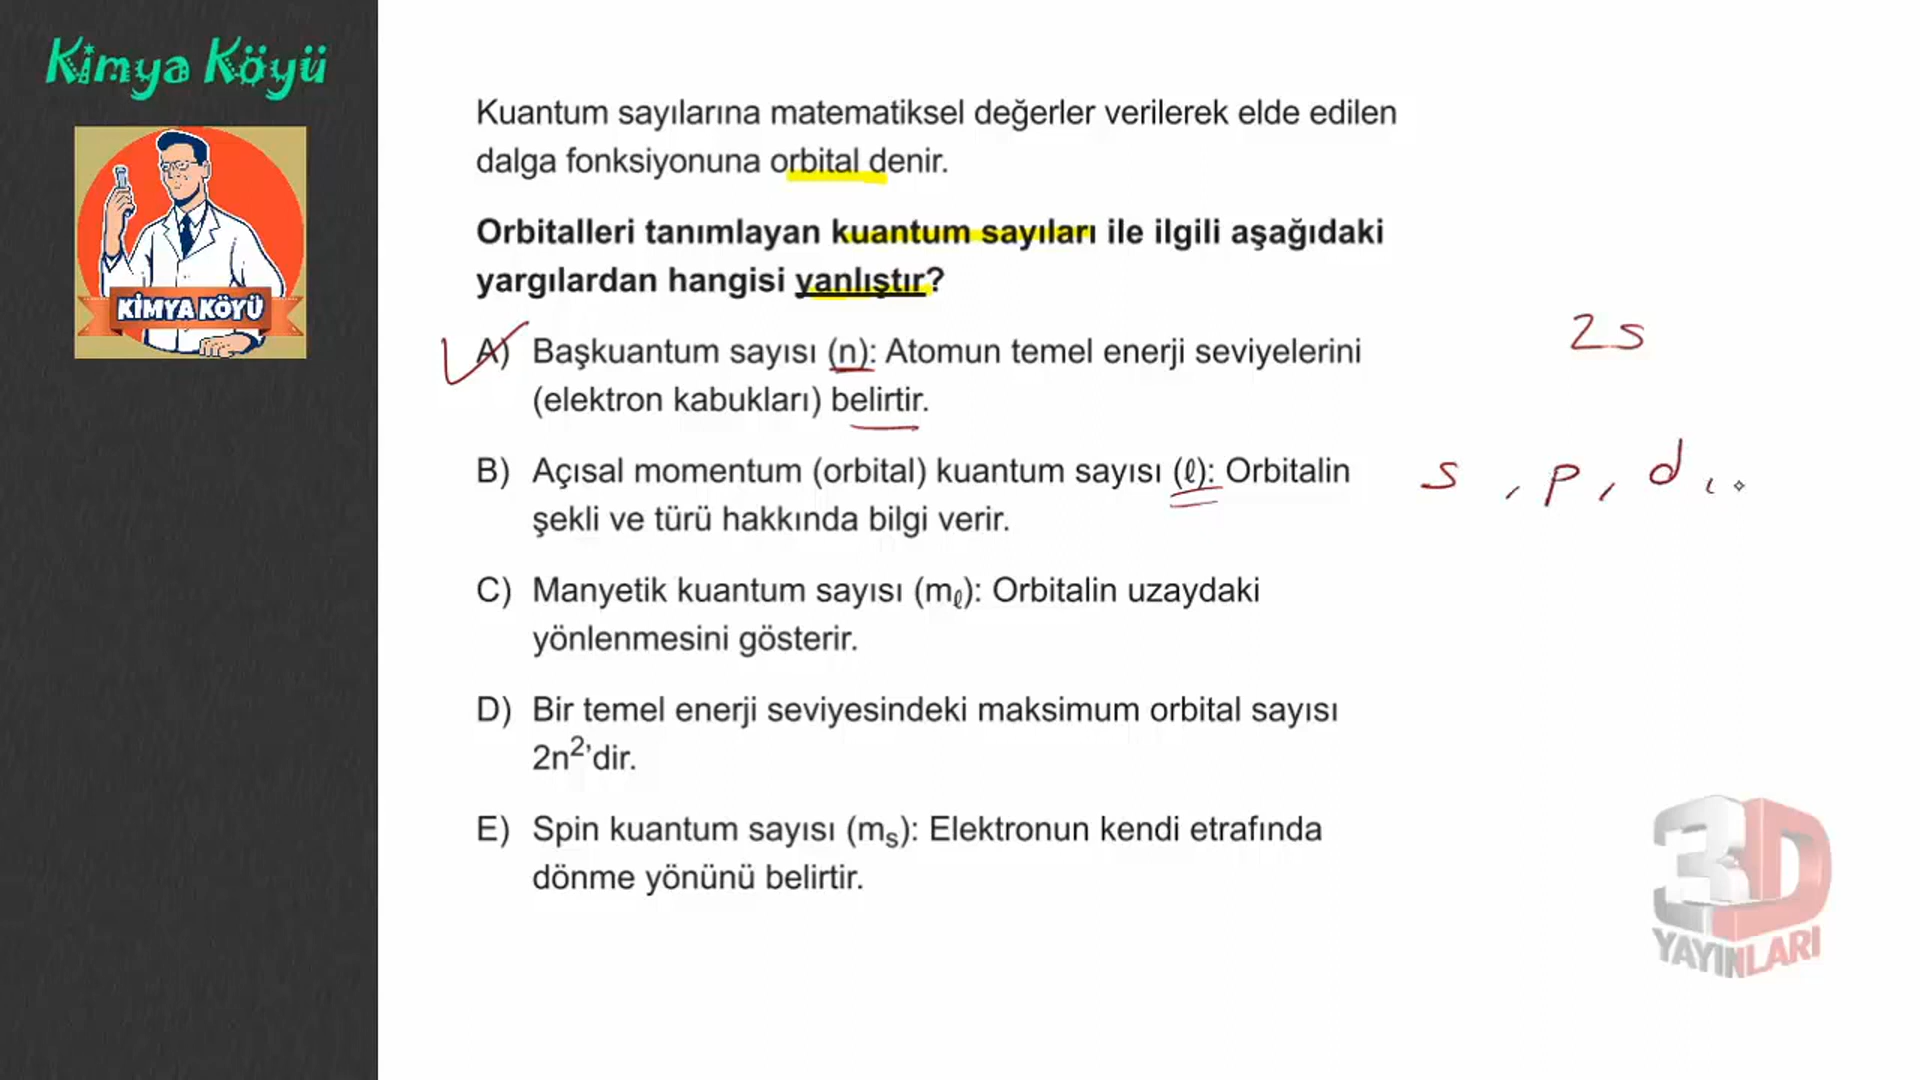 Kimya Köyü
KİMYA KÖYÜ
Kuantum sayılarına matematiksel değerler verilerek elde edilen
dalga fonksiyonuna orbital denir.
Orbitalleri tanımlayan kuantum sayıları ile ilgili aşağıdaki
yargılardan hangisi yanlıştır?
A) Başkuantum sayısı (n): Atomun temel enerji seviyelerini
(elektron kabukları) belirtir.
2s
B) Açısal momentum (orbital) kuantum sayısı (ℓ): Orbitalin
şekli ve türü hakkında bilgi verir.
s , p , d , .
C) Manyetik kuantum sayısı (mℓ): Orbitalin uzaydaki
yönlenmesini gösterir.
D) Bir temel enerji seviyesindeki maksimum orbital sayısı
2n²'dir.
E) Spin kuantum sayısı (ms): Elektronun kendi etrafında
dönme yönünü belirtir.
3D
YAYINLARI